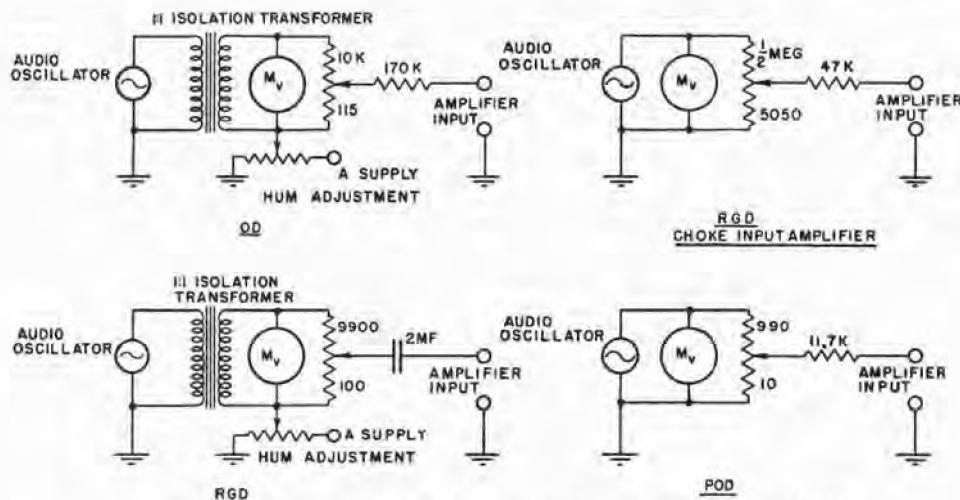 1:1 ISOLATION TRANSFORMER
AUDIO
OSCILLATOR
MV
10K
115
170K
AMPLIFIER
INPUT
A SUPPLY
HUM ADJUSTMENT
OD
AUDIO
OSCILLATOR
MV
1/2 MEG
5050
47K
AMPLIFIER
INPUT
RGD
CHOKE INPUT AMPLIFIER
1:1 ISOLATION
TRANSFORMER
AUDIO
OSCILLATOR
MV
9900
100
2MF
AMPLIFIER
INPUT
A SUPPLY
HUM ADJUSTMENT
RGD
AUDIO
OSCILLATOR
MV
990
10
11.7K
AMPLIFIER
INPUT
POD